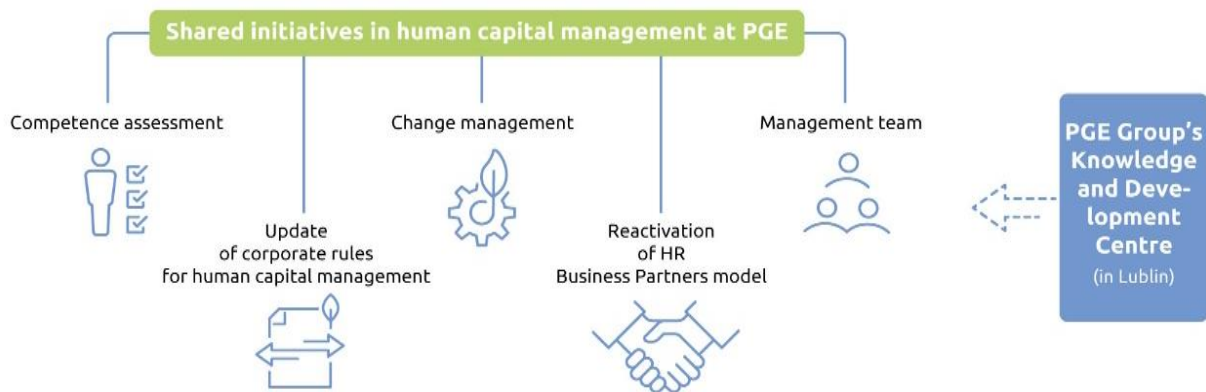 Shared initiatives in human capital management at PGE
Competence assessment
Change management
Management team
Update
of corporate rules
for human capital management
Reactivation
of HR
Business Partners model
PGE Group's
Knowledge
and Deve-
lopment
Centre
(in Lublin)